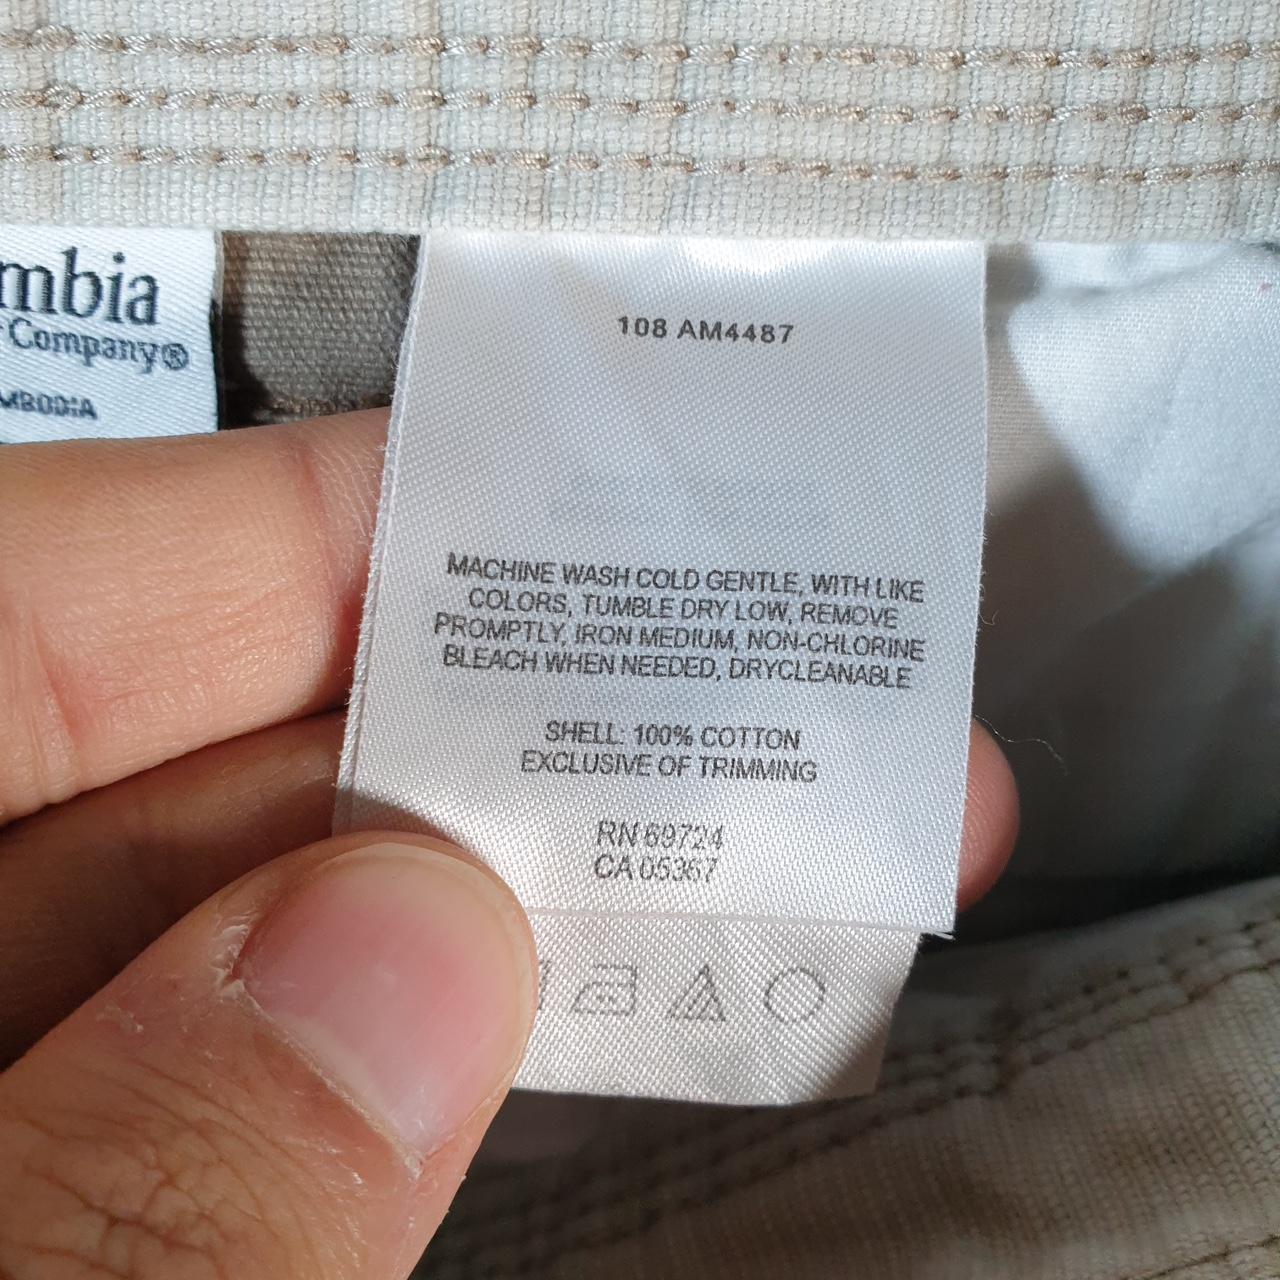 mbia
Company®
MBODIA
108 AM4487
MACHINE WASH COLD GENTLE, WITH LIKE
COLORS, TUMBLE DRY LOW, REMOVE
PROMPTLY, IRON MEDIUM, NON-CHLORINE
BLEACH WHEN NEEDED, DRYCLEANABLE
SHELL: 100% COTTON
EXCLUSIVE OF TRIMMING
RN 69724
CA 05367